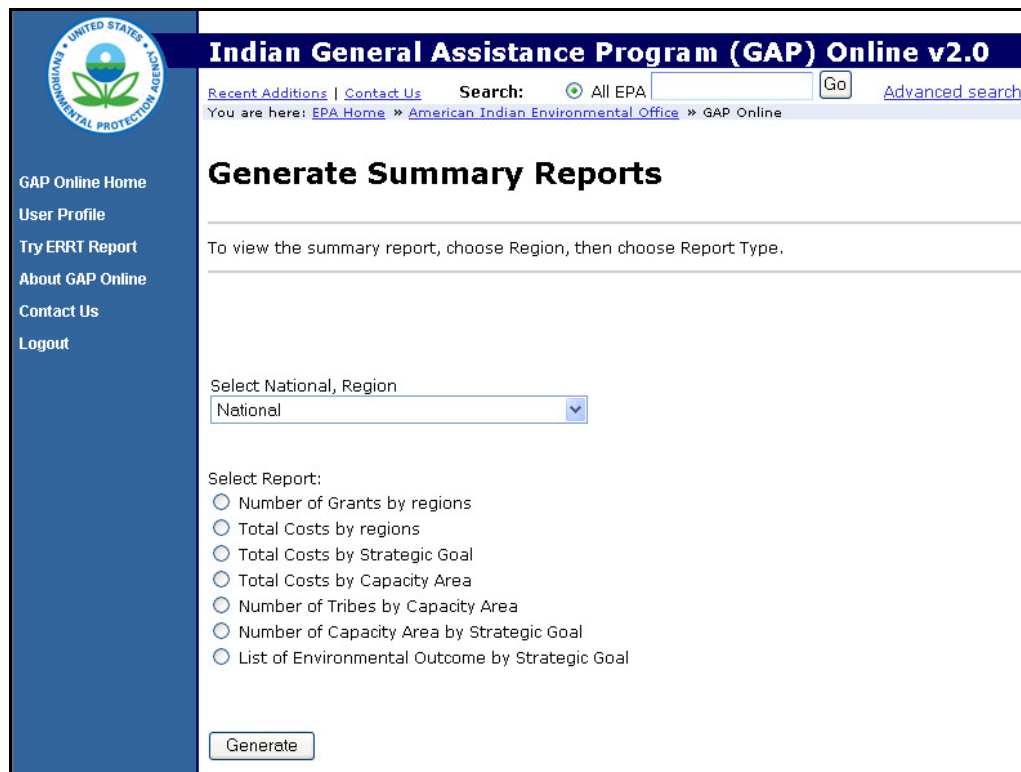 UNITED STATES
ENVIRONMENTAL PROTECTION AGENCY
Indian General Assistance Program (GAP) Online v2.0
Recent Additions | Contact Us Search: All EPA Go Advanced search
You are here: EPA Home » American Indian Environmental Office » GAP Online
GAP Online Home
User Profile
Try ERRT Report
About GAP Online
Contact Us
Logout
Generate Summary Reports
To view the summary report, choose Region, then choose Report Type.
Select National, Region
National
Select Report:
Number of Grants by regions
Total Costs by regions
Total Costs by Strategic Goal
Total Costs by Capacity Area
Number of Tribes by Capacity Area
Number of Capacity Area by Strategic Goal
List of Environmental Outcome by Strategic Goal
Generate